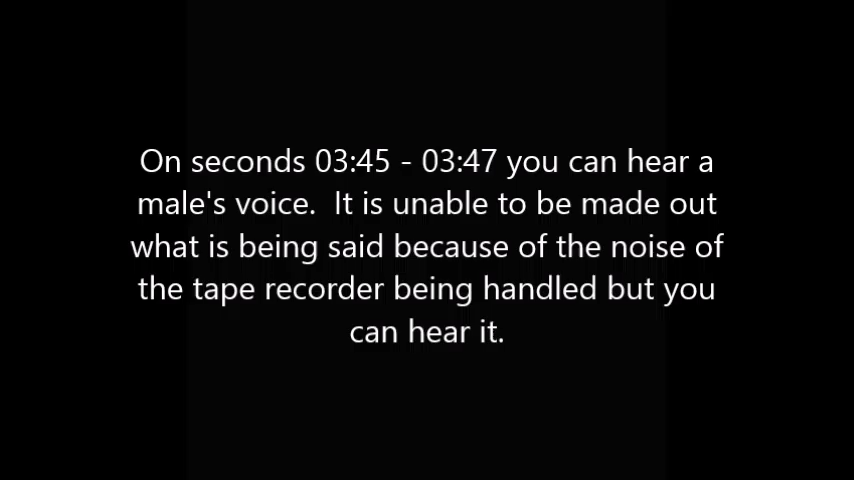 On seconds 03:45 - 03:47 you can hear a
male's voice.  It is unable to be made out
what is being said because of the noise of
the tape recorder being handled but you
can hear it.